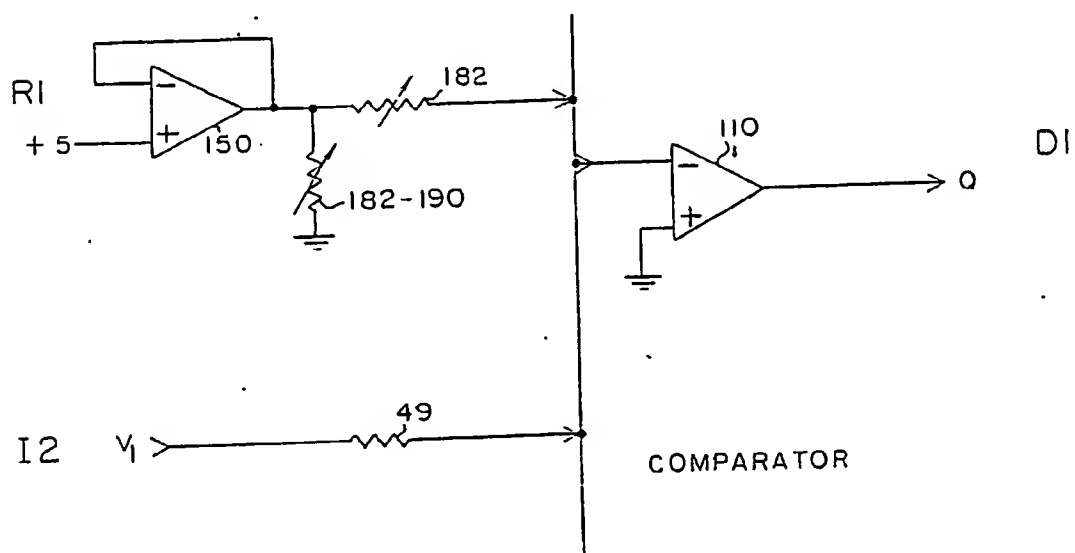 182
R1
− 
+ 5
+
150
182-190
110
−
+
D1
Q
49
I2
V1
COMPARATOR